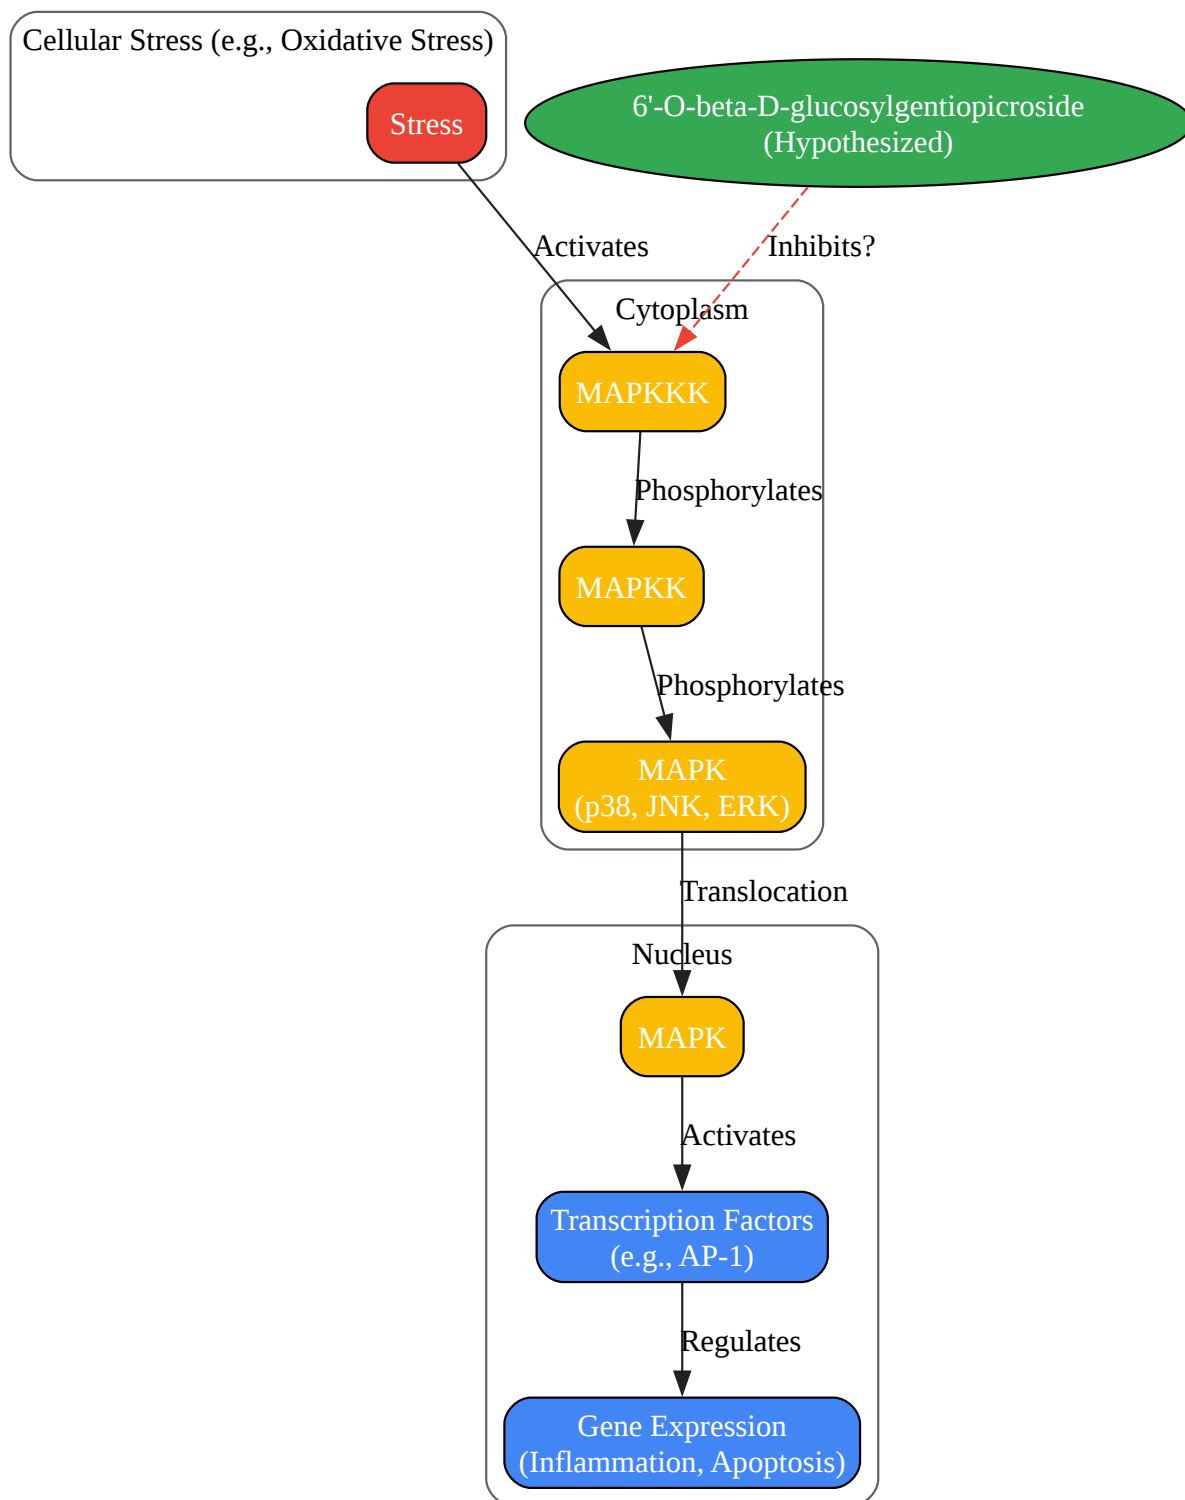 Cellular Stress (e.g., Oxidative Stress)
Stress
6'-O-beta-D-glucosylgentiopicroside
(Hypothesized)
Activates
Inhibits?
Cytoplasm
MAPKKK
Phosphorylates
MAPKK
Phosphorylates
MAPK
(p38, JNK, ERK)
Translocation
Nucleus
MAPK
Activates
Transcription Factors
(e.g., AP-1)
Regulates
Gene Expression
(Inflammation, Apoptosis)